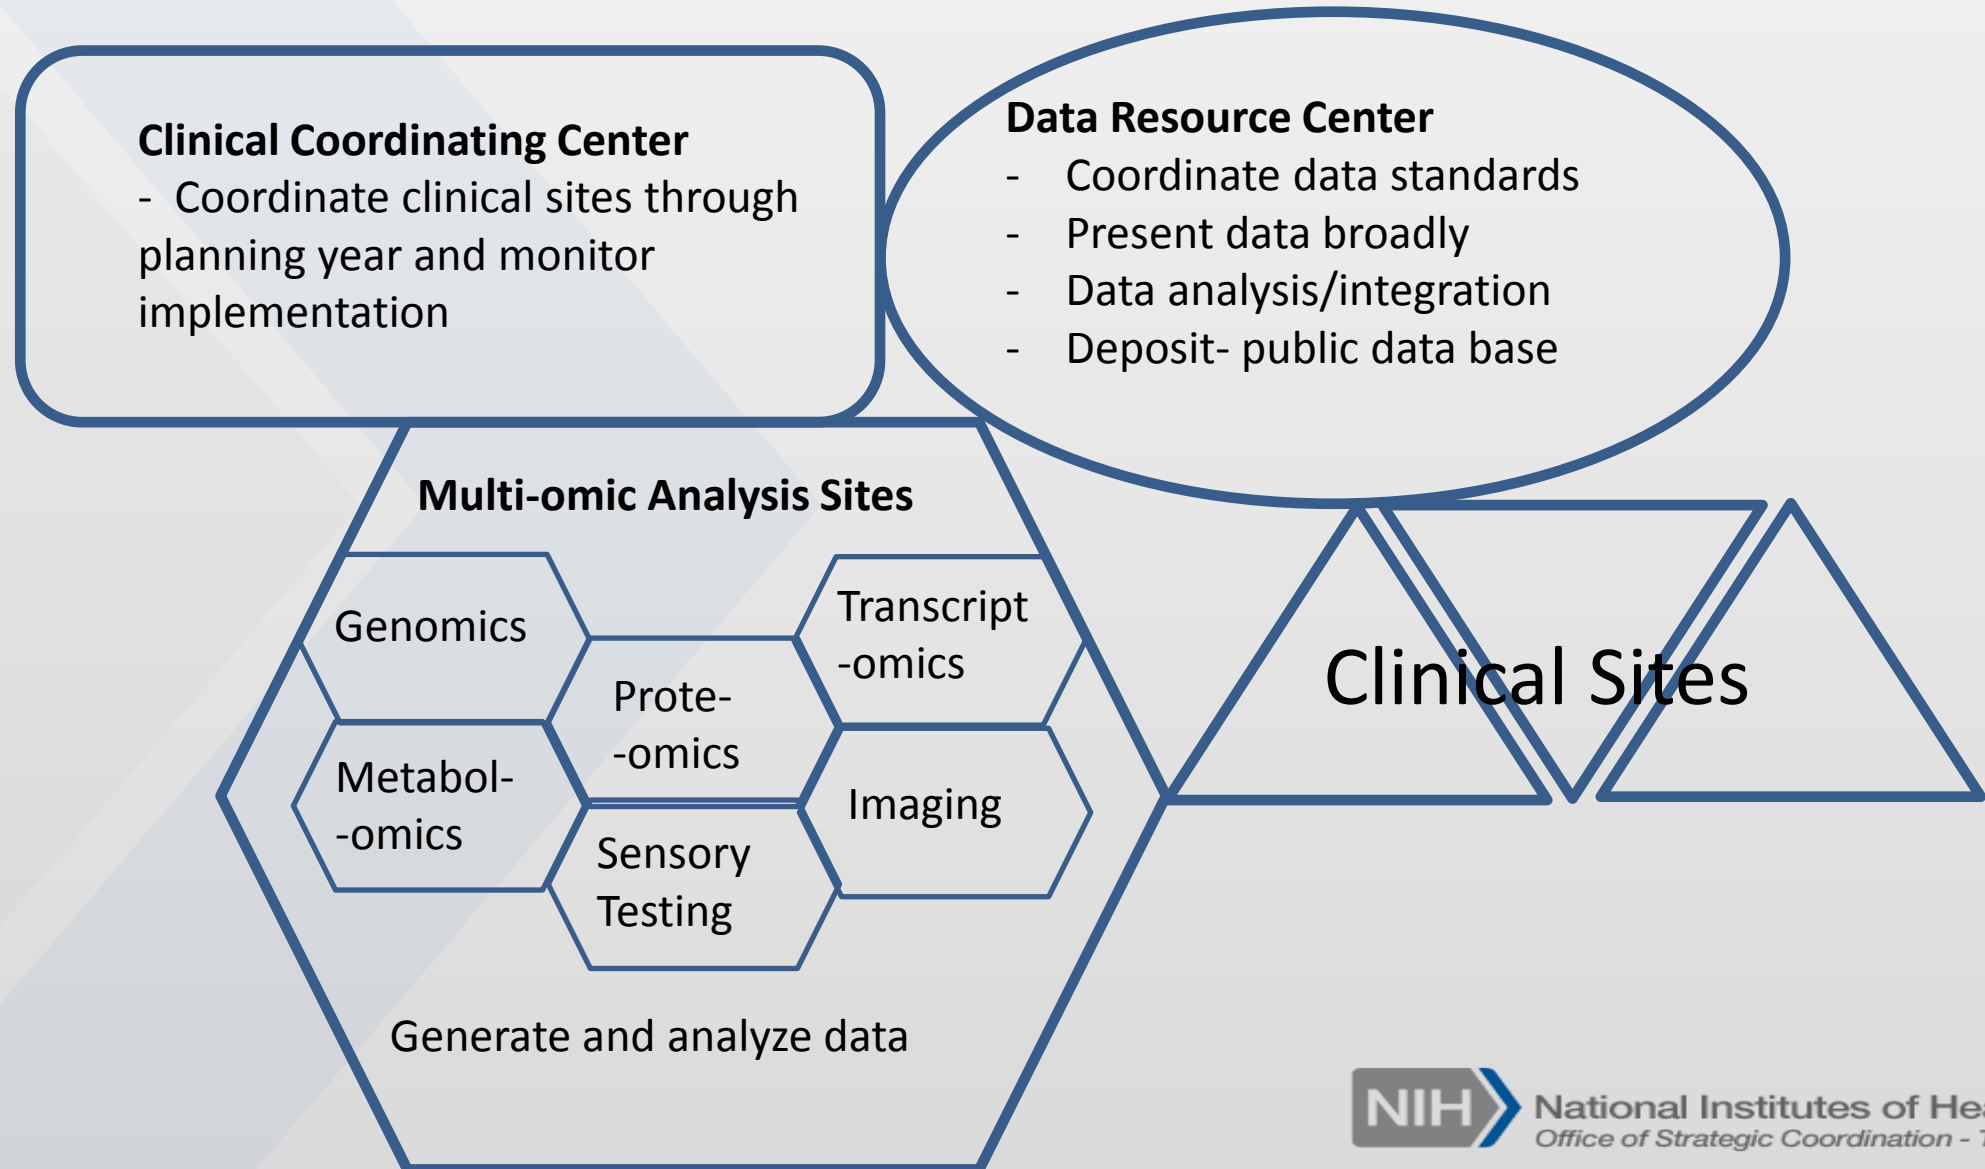 Clinical Coordinating Center
- Coordinate clinical sites through
planning year and monitor
implementation
Data Resource Center
- Coordinate data standards
- Present data broadly
- Data analysis/integration
- Deposit- public data base
Multi-omic Analysis Sites
Genomics
Transcript
-omics
Prote-
-omics
Metabol-
-omics
Imaging
Sensory
Testing
Generate and analyze data
Clinical Sites
NIH
National Institutes of
Office of Strategic Coordination -